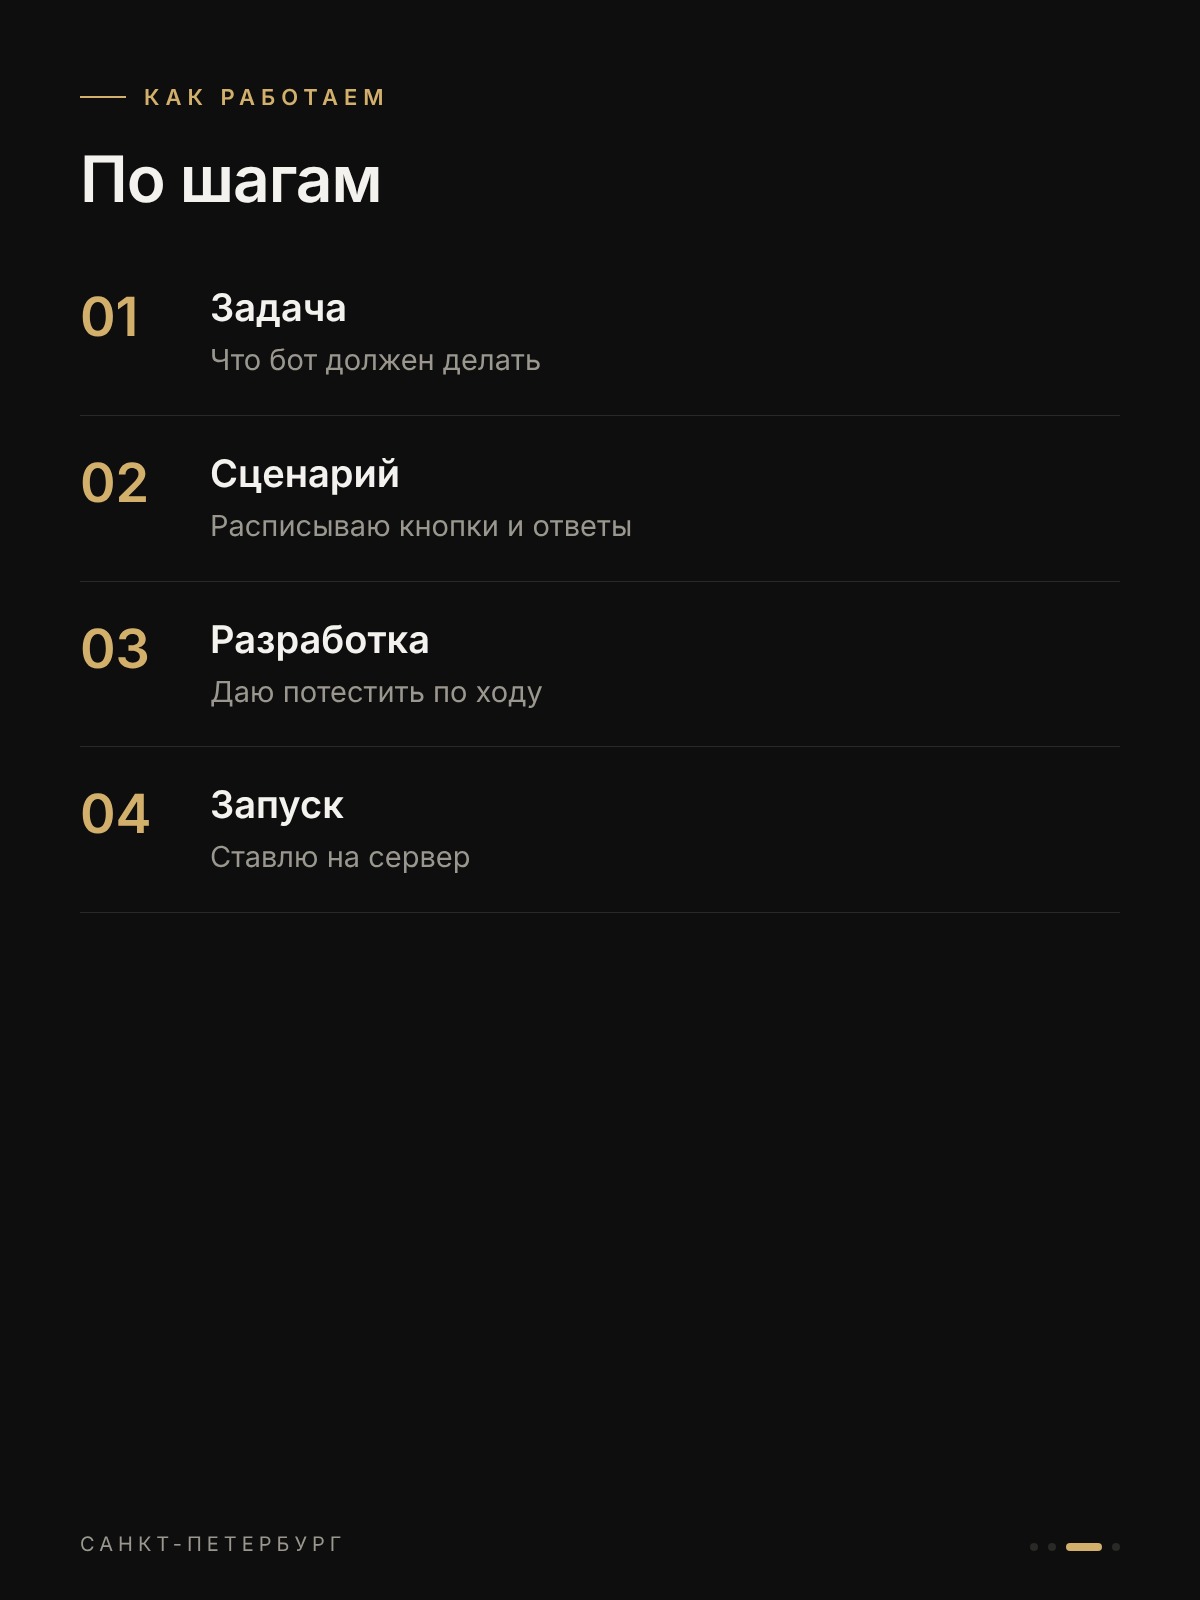 КАК РАБОТАЕМ
По шагам
01 Задача
Что бот должен делать
02 Сценарий
Расписываю кнопки и ответы
03 Разработка
Даю потестить по ходу
04 Запуск
Ставлю на сервер
САНКТ-ПЕТЕРБУРГ